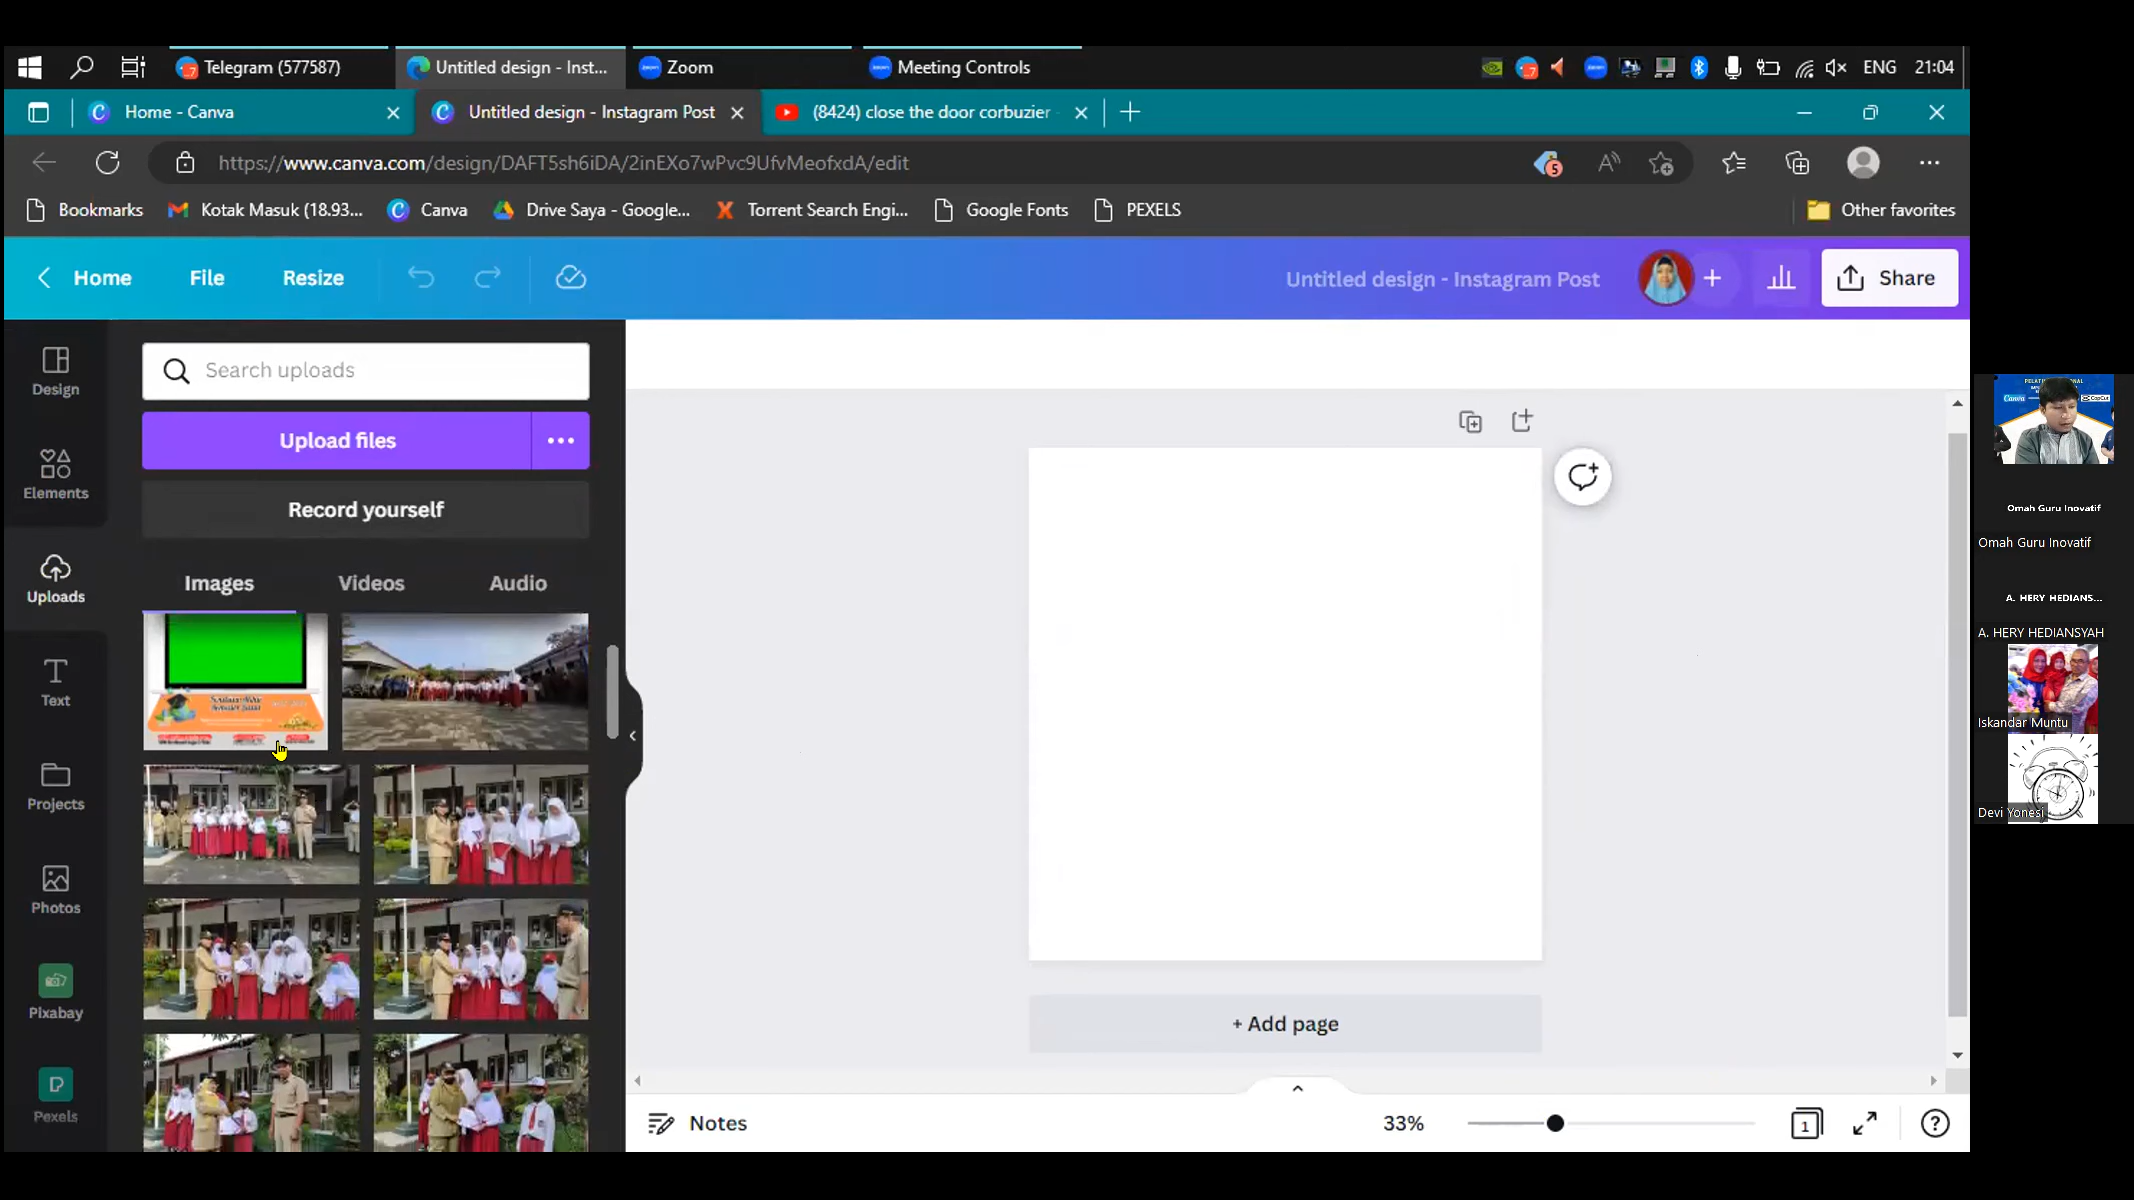 Telegram (577587)
Untitled design - Inst...
Zoom
Meeting Controls
ENG
21:04
Home - Canva
Untitled design - Instagram Post
(8424) close the door corbuzier
https://www.canva.com/design/DAFT5sh6iDA/2inEXo7wPvc9UfvMeofxdA/edit
5
Bookmarks
Kotak Masuk (18.93...
Canva
Drive Saya - Google...
Torrent Search Engi...
Google Fonts
PEXELS
Other favorites
Home
File
Resize
Untitled design - Instagram Post
Share
Design
Elements
Uploads
Text
Projects
Photos
Pixabay
Pexels
Search uploads
Upload files
Record yourself
Images
Videos
Audio
+ Add page
Notes
33%
1
Canva
CapCut
Omah Guru Inovatif
Omah Guru Inovatif
A. HERY HEDIANS...
A. HERY HEDIANSYAH
Iskandar Muntu
Devi Yonesi